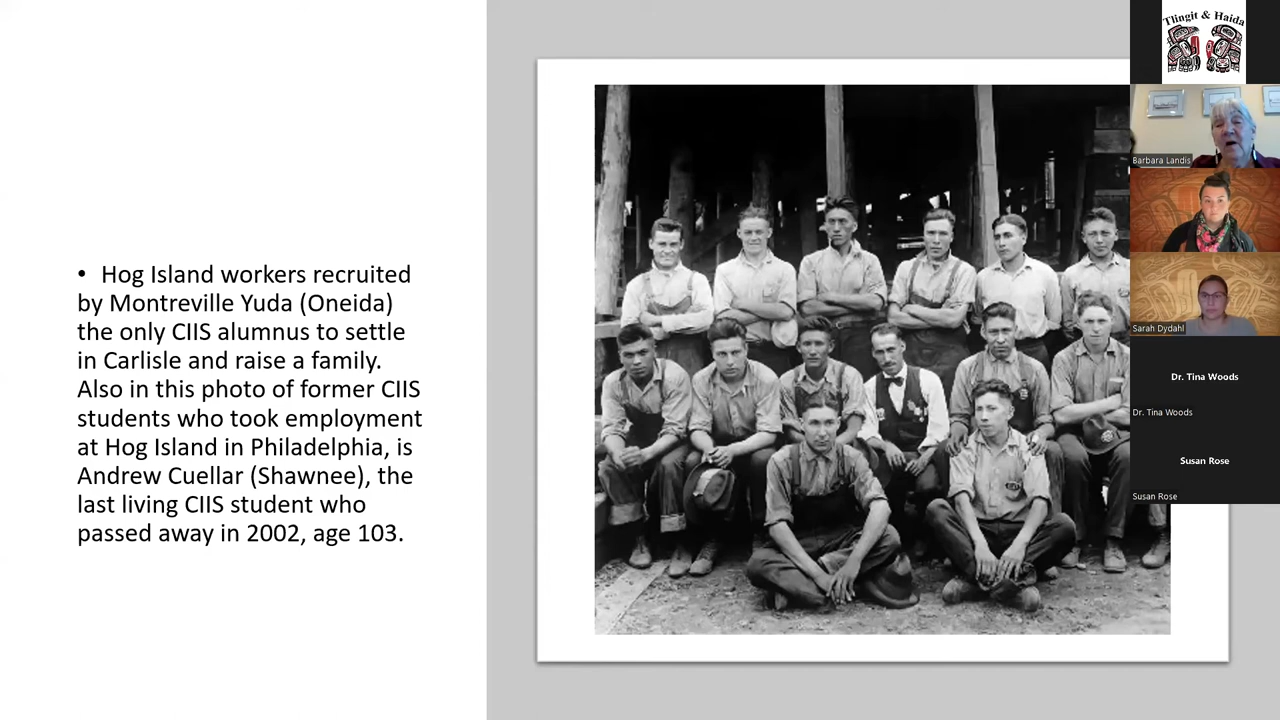 • Hog Island workers recruited
by Montreville Yuda (Oneida)
the only CIIS alumnus to settle
in Carlisle and raise a family.
Also in this photo of former CIIS
students who took employment
at Hog Island in Philadelphia, is
Andrew Cuellar (Shawnee), the
last living CIIS student who
passed away in 2002, age 103.
Tlingit & Haida
Barbara Landis
Sarah Dydahl
Dr. Tina Woods
Dr. Tina Woods
Susan Rose
Susan Rose